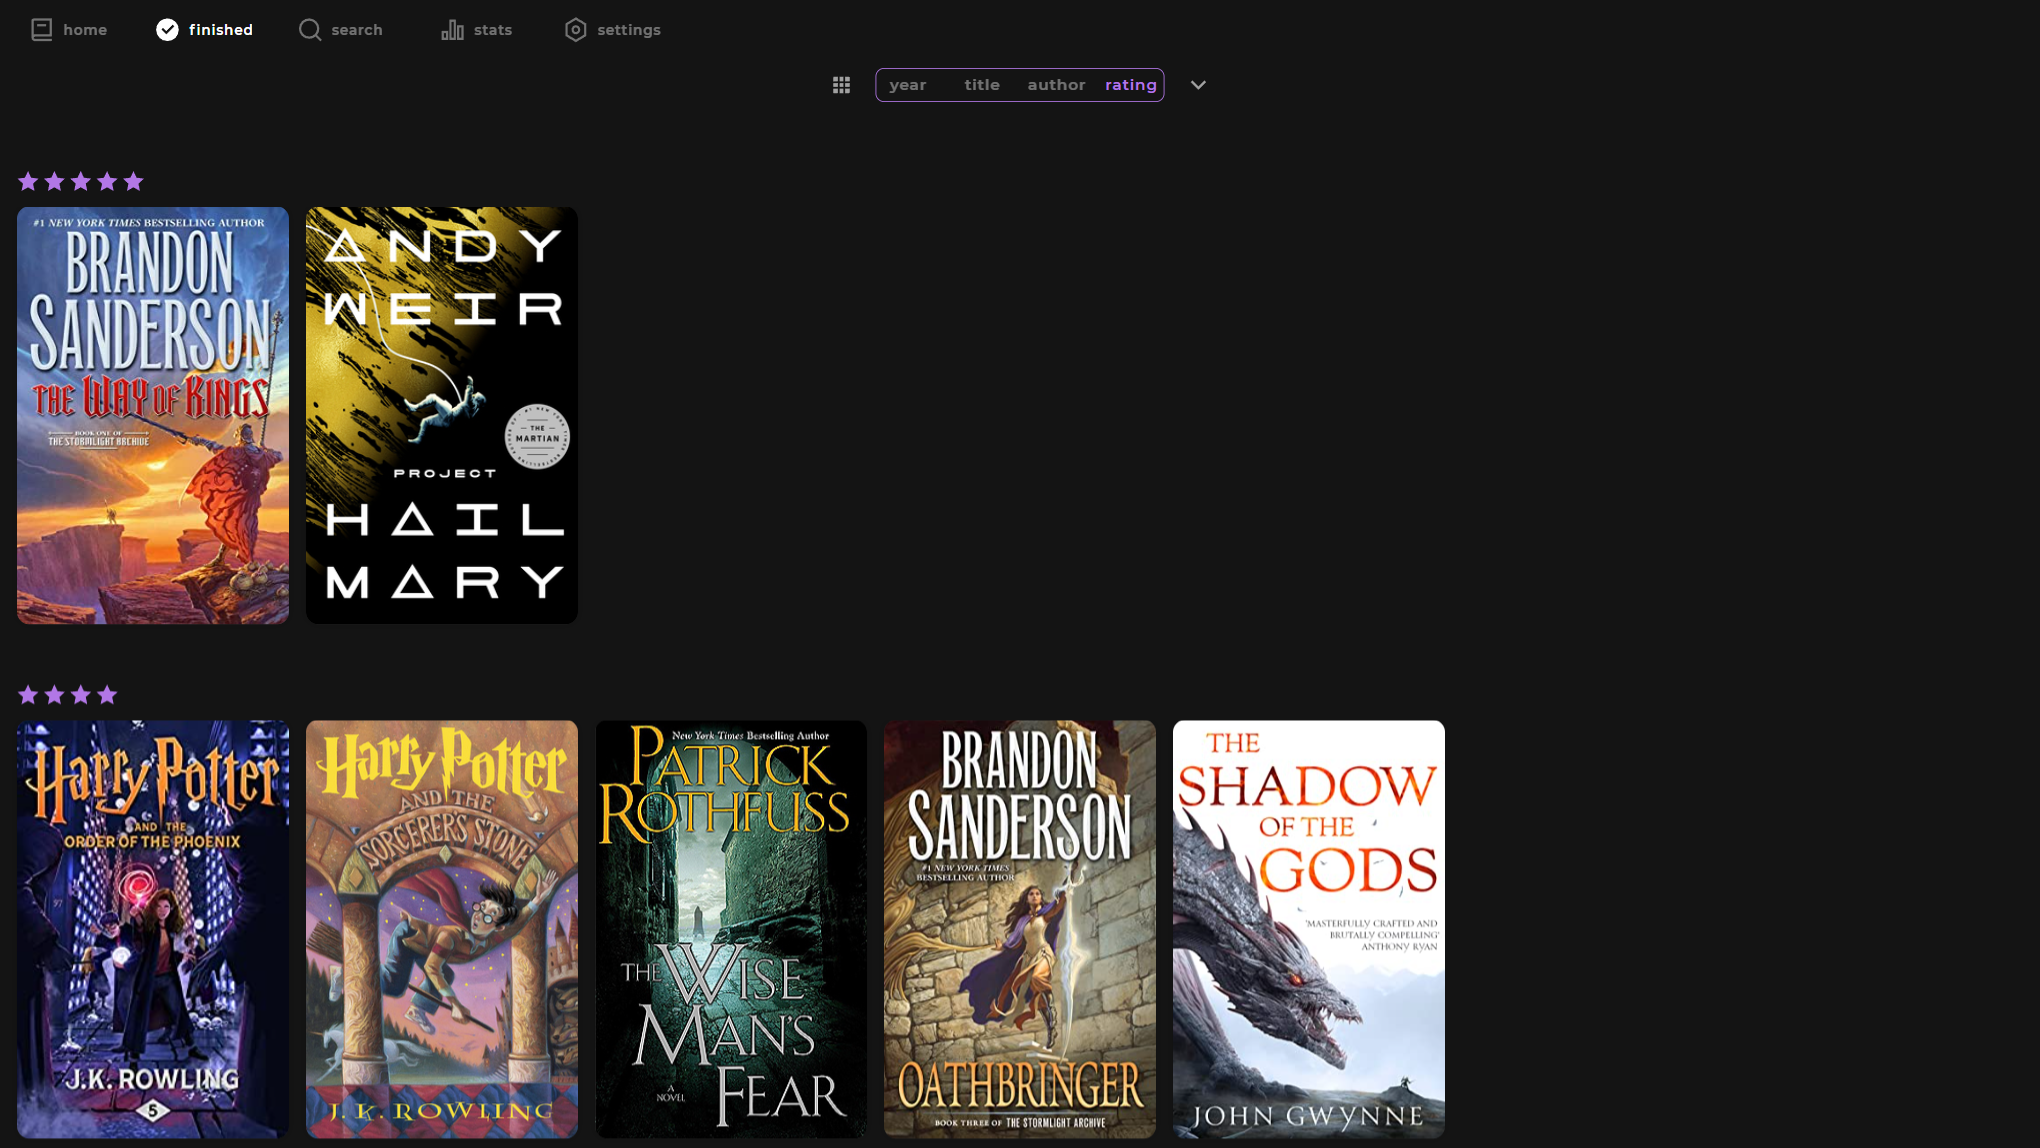 home
finished
search
stats
settings
year
title
author
rating
#1 NEW YORK TIMES BESTSELLING AUTHOR
BRANDON
SANDERSON
THE WAY OF KINGS
BOOK ONE OF
THE STORMLIGHT ARCHIVE
ANDY
WEIR
THE
MARTIAN
PROJECT
HAIL
MARY
Harry Potter
AND THE
ORDER OF THE PHOENIX
97
J.K. ROWLING
5
Harry Potter
AND THE
SORCERER'S STONE
J. K. ROWLING
New York Times Bestselling Author
PATRICK
ROTHFUSS
THE WISE
MAN'S
FEAR
A
NOVEL
BRANDON
SANDERSON
#1 NEW YORK TIMES
BESTSELLING AUTHOR
OATHBRINGER
BOOK THREE OF THE STORMLIGHT ARCHIVE
THE
SHADOW
OF THE
GODS
'MASTERFULLY CRAFTED AND
BRUTALLY COMPELLING'
ANTHONY RYAN
JOHN GWYNNE